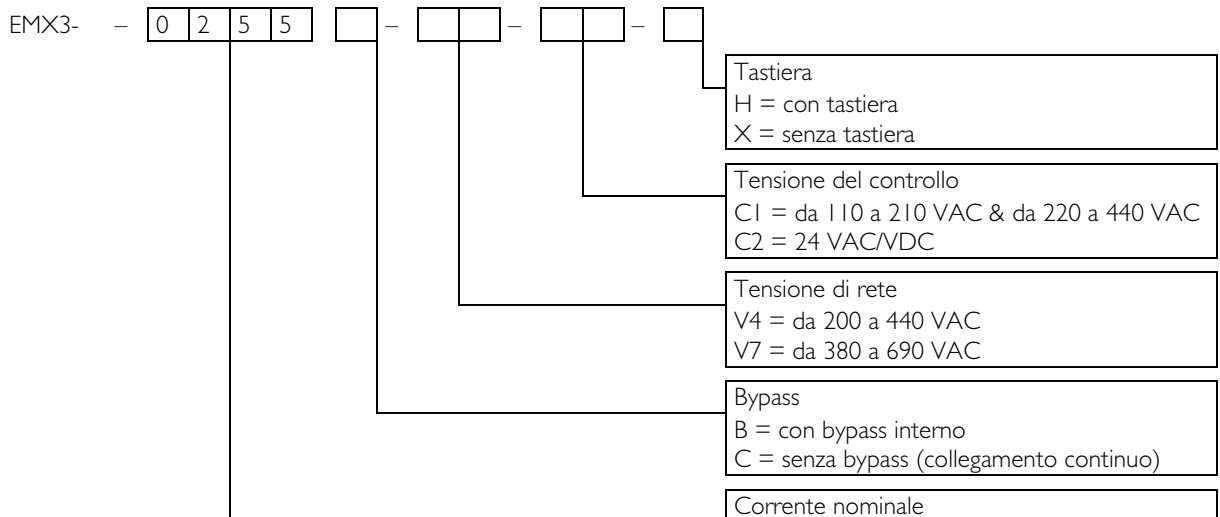 EMX3- – 0 2 5 5 – – –
Tastiera
H = con tastiera
X = senza tastiera
Tensione del controllo
C1 = da 110 a 210 VAC & da 220 a 440 VAC
C2 = 24 VAC/VDC
Tensione di rete
V4 = da 200 a 440 VAC
V7 = da 380 a 690 VAC
Bypass
B = con bypass interno
C = senza bypass (collegamento continuo)
Corrente nominale